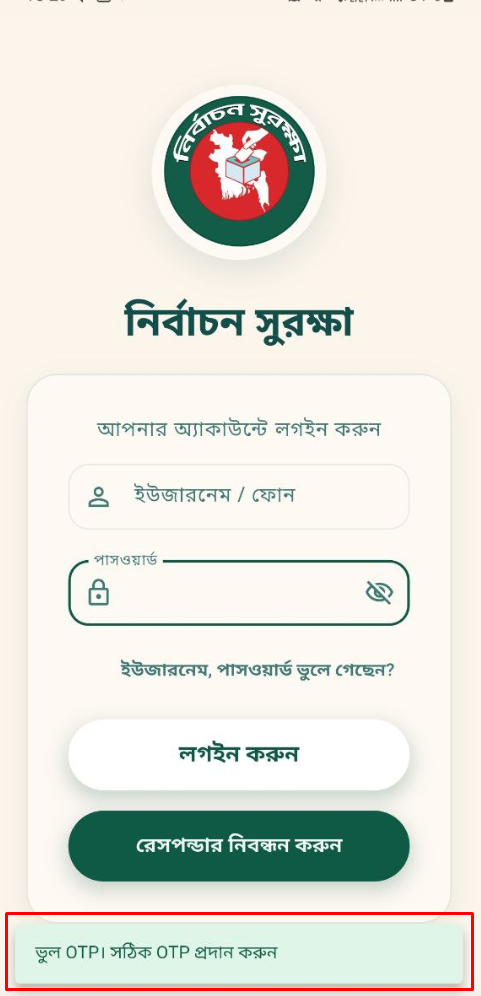 নির্বাচন সুরক্ষা
নির্বাচন সুরক্ষা
আপনার অ্যাকাউন্টে লগইন করুন
ইউজারনেম / ফোন
পাসওয়ার্ড
ইউজারনেম, পাসওয়ার্ড ভুলে গেছেন?
লগইন করুন
রেসপন্ডার নিবন্ধন করুন
ভুল OTP। সঠিক OTP প্রদান করুন